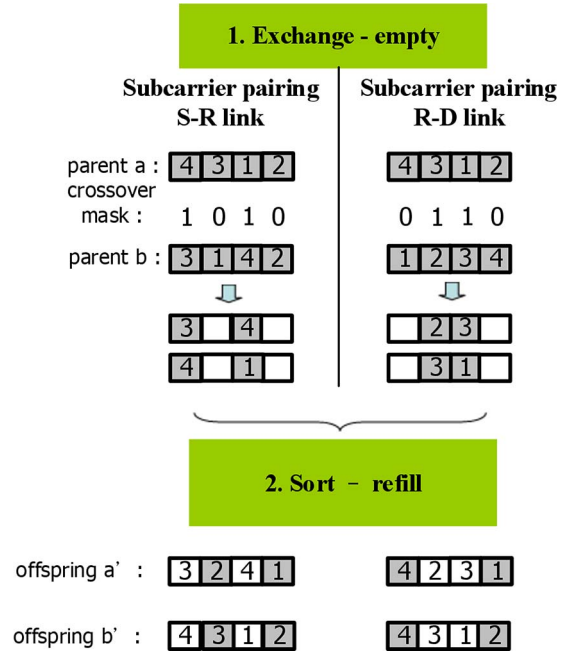 1. Exchange - empty
Subcarrier pairing S-R link
Subcarrier pairing R-D link
parent a : 4 3 1 2 4 3 1 2
crossover
mask : 1 0 1 0 0 1 1 0
parent b : 3 1 4 2 1 2 3 4
3 4 2 3
4 1 3 1
2. Sort – refill
offspring a' : 3 2 4 1 4 2 3 1
offspring b' : 4 3 1 2 4 3 1 2